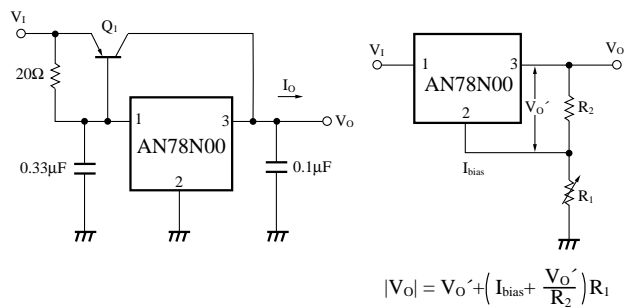 V_I
Q_1
20Ω
I_O
1
3
V_O
AN78N00
2
0.33μF
0.1μF
V_I
1
3
V_O
AN78N00
2
V_O´
R_2
I_bias
R_1
|V_O| = V_O´+(I_bias+ V_O´/R_2)R_1